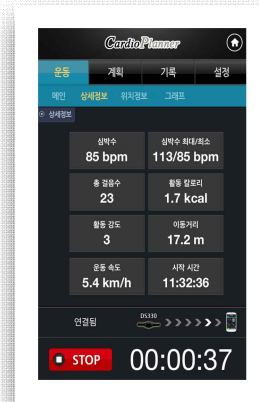 CardioPlanner
운동 계획 기록 설정
메인 상세정보 위치정보 그래프
상세정보
심박수 심박수 최대/최소
85 bpm 113/85 bpm
총 걸음수 활동 칼로리
23 1.7 kcal
활동 강도 이동거리
3 17.2 m
운동 속도 시작 시간
5.4 km/h 11:32:36
DS330
연결됨
STOP 00:00:37